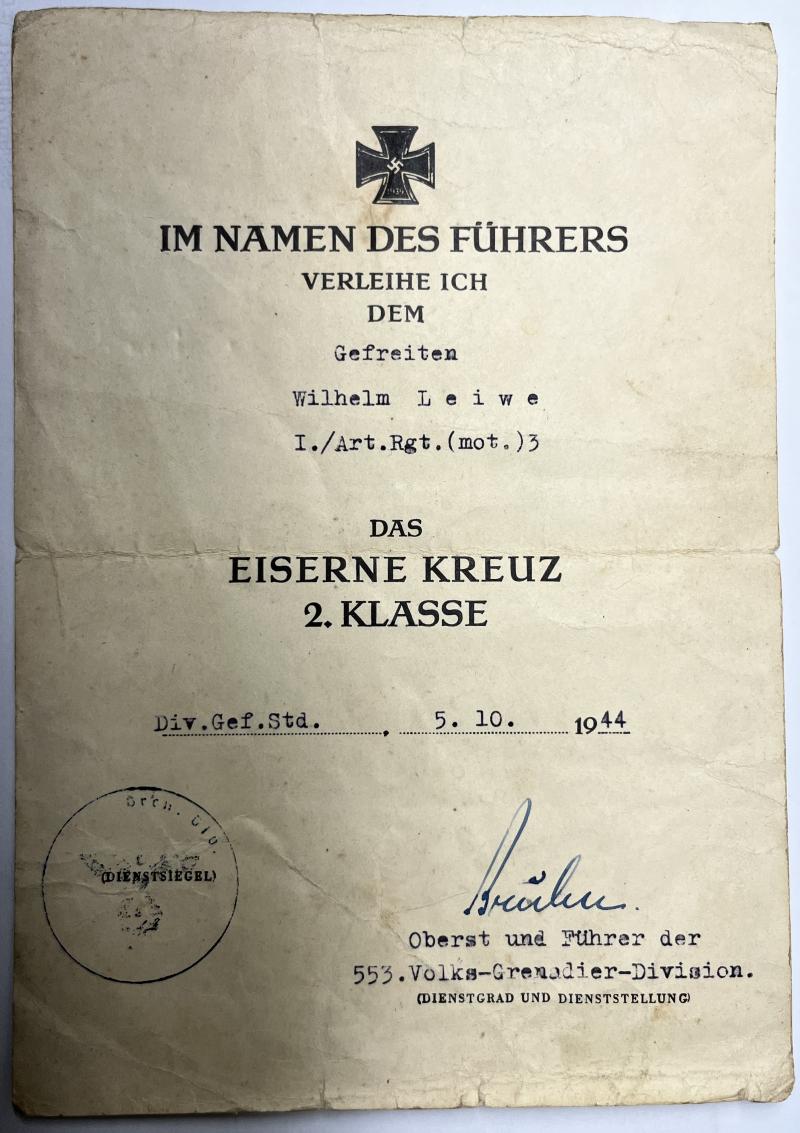 1939
IM NAMEN DES FÜHRERS
VERLEIHE ICH
DEM
Gefreiten
Wilhelm L e i w e
I./Art.Rgt.(mot.)3
DAS
EISERNE KREUZ
2. KLASSE
Div.Gef.Std. , 5. 10. 1944
(DIENSTSIEGEL)
Oberst und Führer der
553.Volks-Grenadier-Division.
(DIENSTGRAD UND DIENSTSTELLUNG)